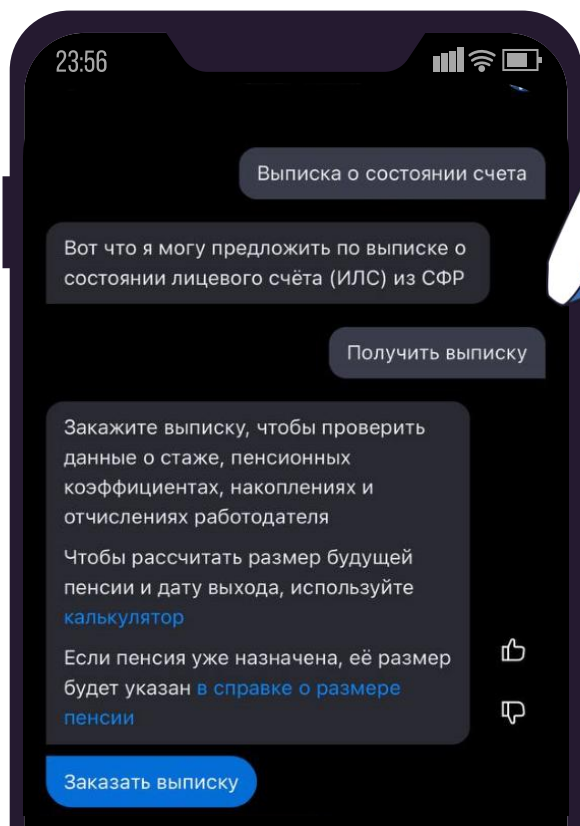 23:56
Выписка о состоянии счета
Вот что я могу предложить по выписке о
состоянии лицевого счёта (ИЛС) из СФР
Получить выписку
Закажите выписку, чтобы проверить
данные о стаже, пенсионных
коэффициентах, накоплениях и
отчислениях работодателя
Чтобы рассчитать размер будущей
пенсии и дату выхода, используйте
калькулятор
Если пенсия уже назначена, её размер
будет указан в справке о размере
пенсии
Заказать выписку